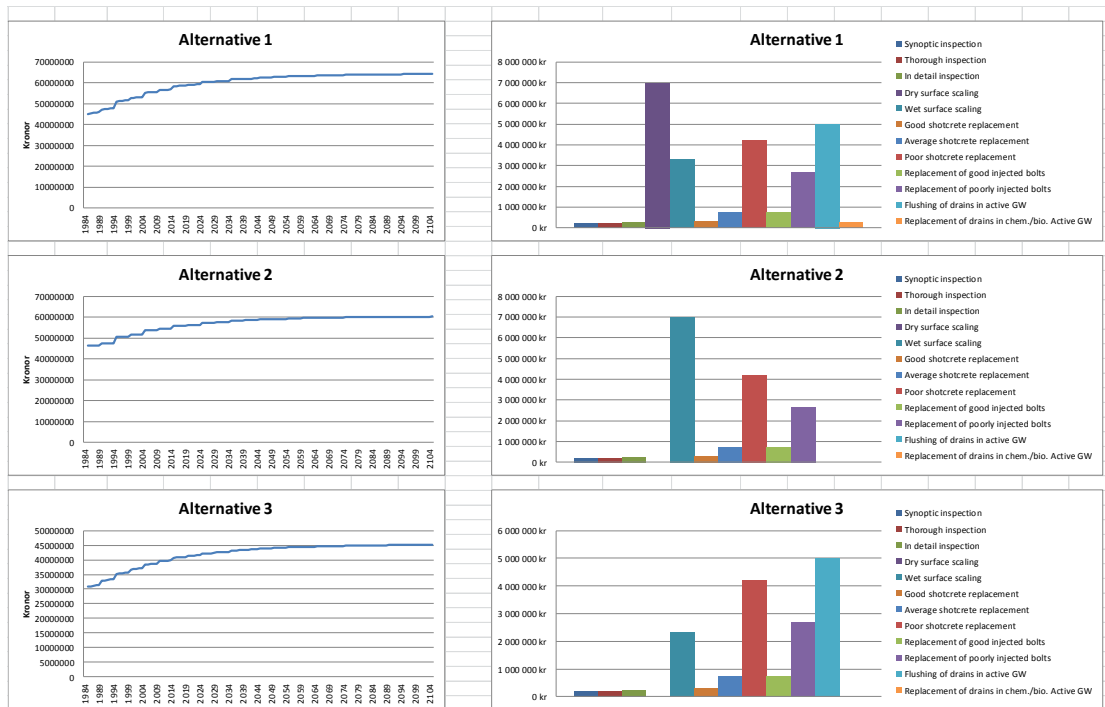 Alternative 1
70000000
60000000
50000000
40000000
30000000
20000000
10000000
0
Kronor
1984
1989
1994
1999
2004
2009
2014
2019
2024
2029
2034
2039
2044
2049
2054
2059
2064
2069
2074
2079
2084
2089
2094
2099
2104
Alternative 1
8 000 000 kr
7 000 000 kr
6 000 000 kr
5 000 000 kr
4 000 000 kr
3 000 000 kr
2 000 000 kr
1 000 000 kr
0 kr
Synoptic inspection
Thorough inspection
In detail inspection
Dry surface scaling
Wet surface scaling
Good shotcrete replacement
Average shotcrete replacement
Poor shotcrete replacement
Replacement of good injected bolts
Replacement of poorly injected bolts
Flushing of drains in active GW
Replacement of drains in chem./bio. Active GW
Alternative 2
70000000
60000000
50000000
40000000
30000000
20000000
10000000
0
1984
1989
1994
1999
2004
2009
2014
2019
2024
2029
2034
2039
2044
2049
2054
2059
2064
2069
2074
2079
2084
2089
2094
2099
2104
Alternative 2
8 000 000 kr
7 000 000 kr
6 000 000 kr
5 000 000 kr
4 000 000 kr
3 000 000 kr
2 000 000 kr
1 000 000 kr
0 kr
Synoptic inspection
Thorough inspection
In detail inspection
Dry surface scaling
Wet surface scaling
Good shotcrete replacement
Average shotcrete replacement
Poor shotcrete replacement
Replacement of good injected bolts
Replacement of poorly injected bolts
Flushing of drains in active GW
Replacement of drains in chem./bio. Active GW
Alternative 3
50000000
45000000
40000000
35000000
30000000
25000000
20000000
15000000
10000000
5000000
0
Kronor
1984
1989
1994
1999
2004
2009
2014
2019
2024
2029
2034
2039
2044
2049
2054
2059
2064
2069
2074
2079
2084
2089
2094
2099
2104
Alternative 3
6 000 000 kr
5 000 000 kr
4 000 000 kr
3 000 000 kr
2 000 000 kr
1 000 000 kr
0 kr
Synoptic inspection
Thorough inspection
In detail inspection
Dry surface scaling
Wet surface scaling
Good shotcrete replacement
Average shotcrete replacement
Poor shotcrete replacement
Replacement of good injected bolts
Replacement of poorly injected bolts
Flushing of drains in active GW
Replacement of drains in chem./bio. Active GW